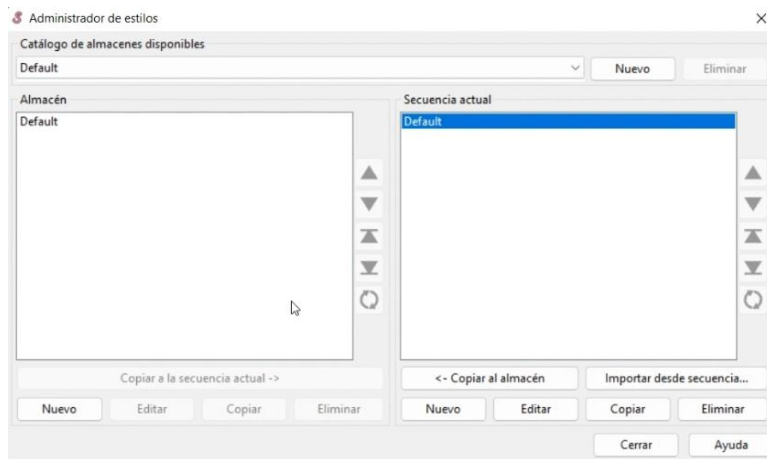 Administrador de estilos
Catálogo de almacenes disponibles
Default
Nuevo
Eliminar
Almacén
Default
Secuencia actual
Default
Copiar a la secuencia actual ->
<- Copiar al almacén
Importar desde secuencia...
Nuevo
Editar
Copiar
Eliminar
Nuevo
Editar
Copiar
Eliminar
Cerrar
Ayuda